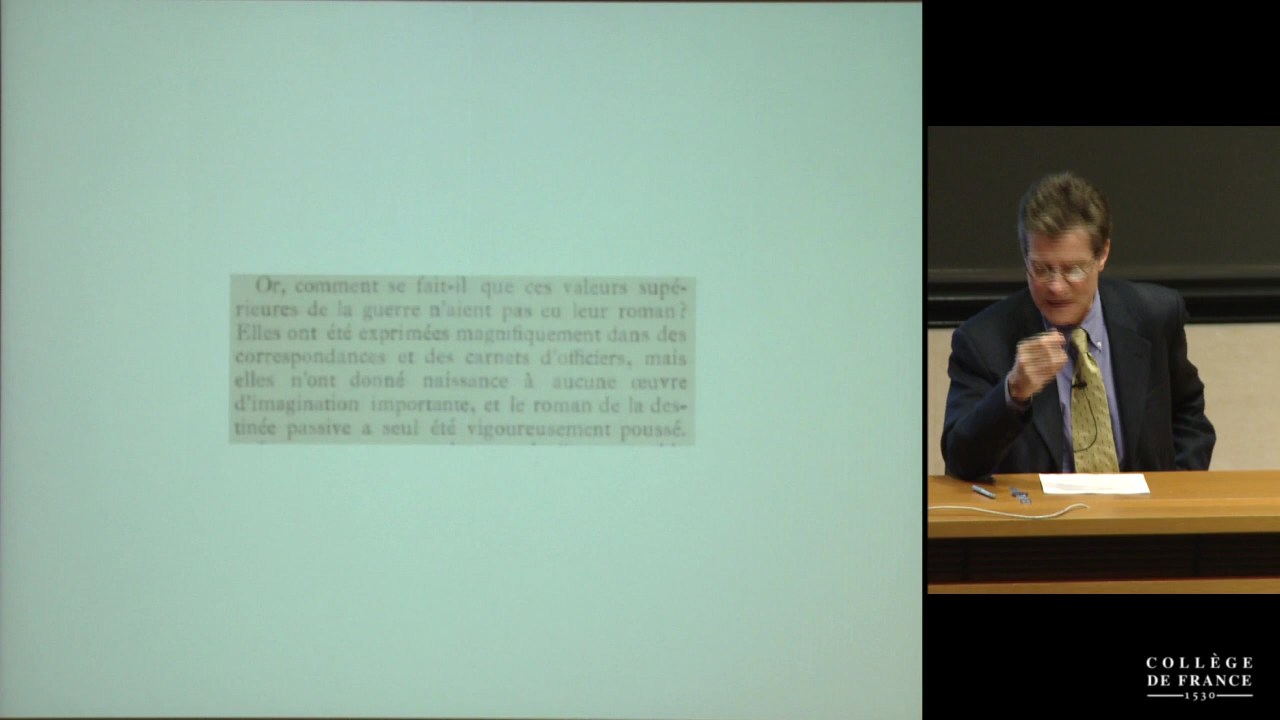 Or, comment se fait-il que ces valeurs supé-
rieures de la guerre n'aient pas eu leur roman?
Elles ont été exprimées magnifiquement dans des
correspondances et des carnets d'officiers, mais
elles n'ont donné naissance à aucune œuvre
d'imagination importante, et le roman de la des-
tinée passive a seul été vigoureusement poussé.
COLLÈGE
DE FRANCE
1530